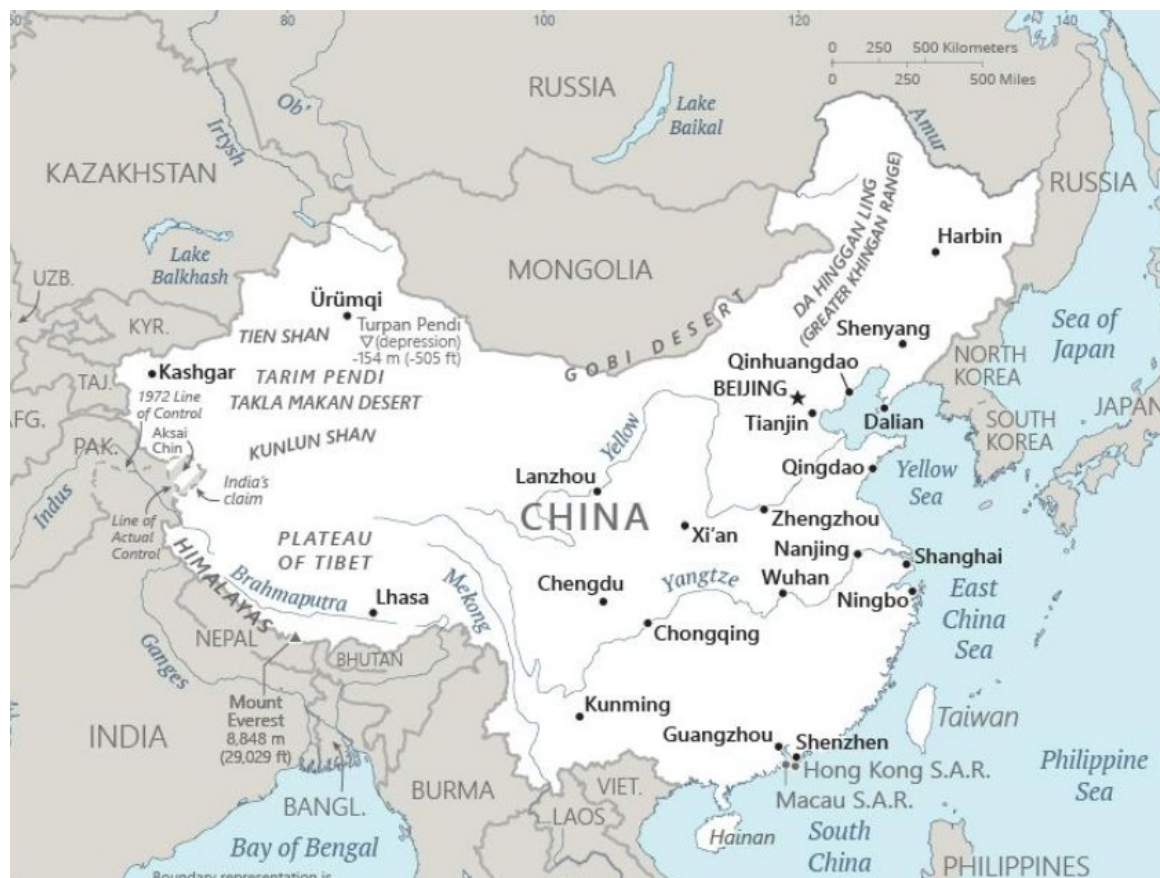 60
80
100
120
140
0 250 500 Kilometers
0 250 500 Miles
RUSSIA
Ob'
Irtysh
Lake
Baikal
Amur
KAZAKHSTAN
RUSSIA
Lake
Balkhash
MONGOLIA
DA HINGGAN LING
(GREATER KHINGAN RANGE)
Harbin
UZB.
KYR.
Ürümqi
TIEN SHAN
Turpan Pendi
(depression)
-154 m (-505 ft)
GOBI DESERT
Shenyang
Sea of
Japan
Qinhuangdao
NORTH
KOREA
TAJ.
Kashgar
TARIM PENDI
TAKLA MAKAN DESERT
BEIJING
Tianjin
Dalian
SOUTH
KOREA
JAPAN
1972 Line
of Control
AFG.
PAK.
Aksai
Chin
KUNLUN SHAN
Yellow
Lanzhou
Qingdao
Yellow
Sea
Indus
India's
claim
Line of
Actual
Control
CHINA
Zhengzhou
Xi'an
PLATEAU
OF TIBET
HIMALAYAS
Nanjing
Shanghai
Brahmaputra
Lhasa
Mekong
Chengdu
Yangtze
Wuhan
Ningbo
East
China
Sea
Chongqing
NEPAL
BHUTAN
Ganges
Mount
Everest
8,848 m
(29,029 ft)
Kunming
Guangzhou
Shenzhen
Taiwan
INDIA
Hong Kong S.A.R.
Macau S.A.R.
Philippine
Sea
BANGL.
BURMA
VIET.
LAOS
Hainan
South
China
Bay of Bengal
PHILIPPINES
Boundary representation is